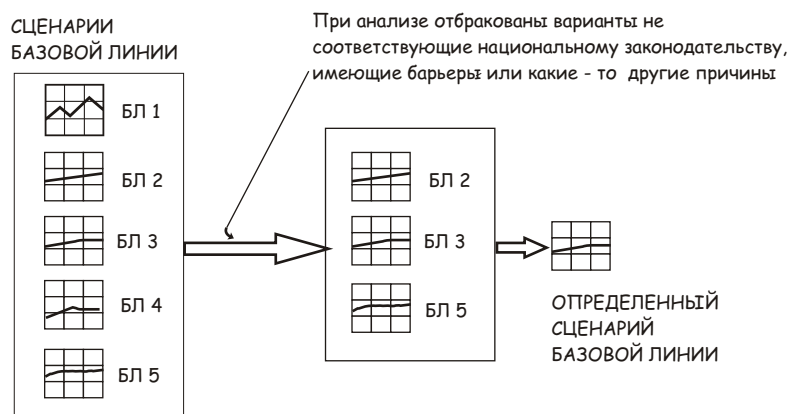 СЦЕНАРИИ
БАЗОВОЙ ЛИНИИ
При анализе отбракованы варианты не
соответствующие национальному законодательству,
имеющие барьеры или какие - то другие причины
БЛ 1
БЛ 2
БЛ 3
БЛ 4
БЛ 5
БЛ 2
БЛ 3
БЛ 5
ОПРЕДЕЛЕННЫЙ
СЦЕНАРИЙ
БАЗОВОЙ ЛИНИИ